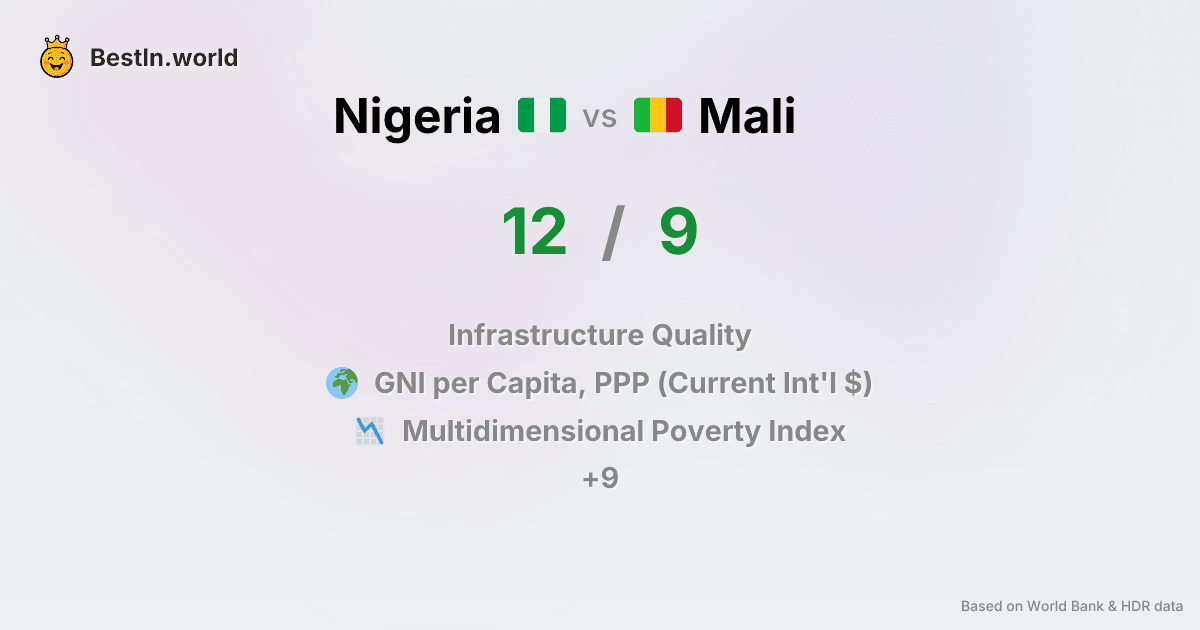 BestIn.world
Nigeria vs Mali
12 / 9
Infrastructure Quality
GNI per Capita, PPP (Current Int'l $)
Multidimensional Poverty Index
+9
Based on World Bank & HDR data